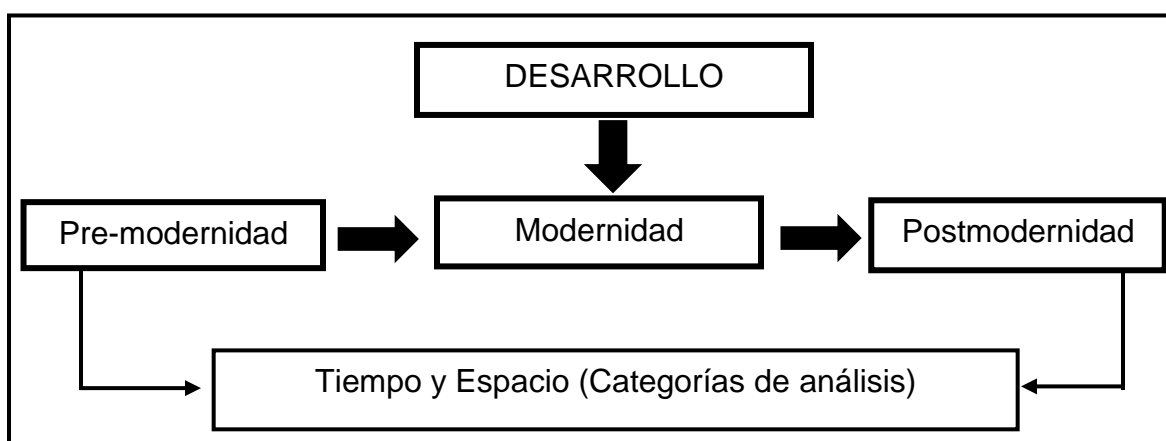 DESARROLLO
Pre-modernidad
Modernidad
Postmodernidad
Tiempo y Espacio (Categorías de análisis)